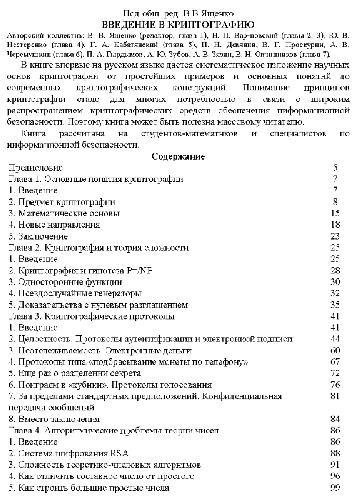 Под общ. ред. В.В. Ященко
ВВЕДЕНИЕ В КРИПТОГРАФИЮ
Авторский коллектив: В. В. Ященко (редактор, глава 1), Н. П. Варновский (главы 2, 3), Ю. В.
Нестеренко (глава 4), Г. А. Кабатянский (глава 5), П. Н. Девянин, В. Г. Проскурин, А. В.
Черемушкин (глава 6), П. А. Гырдымов, А. Ю. Зубов, А. В. Зязин, В. Н. Овчинников (глава 7).
В книге впервые на русском языке дается систематическое изложение научных
основ криптографии от простейших примеров и основных понятий до
современных криптографических конструкций. Понимание принципов
криптографии стало для многих потребностью в связи с широким
распространением криптографических средств обеспечения информационной
безопасности. Поэтому книга может быть полезна массовому читателю.
Книга рассчитана на студентов-математиков и специалистов по
информационной безопасности.
Содержание
Предисловие 5
Глава 1. Основные понятия криптографии 7
1. Введение 7
2. Предмет криптографии 8
3. Математические основы 15
4. Новые направления 18
5. Заключение 23
Глава 2. Криптография и теория сложности 25
1. Введение 25
2. Криптография и гипотеза P=/NP 28
3. Односторонние функции 30
4. Псевдослучайные генераторы 32
5. Доказательства с нулевым разглашением 35
Глава 3. Криптографические протоколы 41
1. Введение 41
2. Целостность. Протоколы аутентификации и электронной подписи 44
3. Неотслеживаемость. Электронные деньги 60
4. Протоколы типа «подбрасывание монеты по телефону» 67
5. Еще раз о разделении секрета 72
6. Поиграем в «кубики». Протоколы голосования 76
7. За пределами стандартных предположений. Конфиденциальная 81
передача сообщений
8. Вместо заключения 84
Глава 4. Алгоритмические проблемы теории чисел 86
1. Введение 86
2. Система шифрования RSA 88
3. Сложность теоретико-числовых алгоритмов 91
4. Как отличить составное число от простого 96
5. Как строить большие простые числа 99